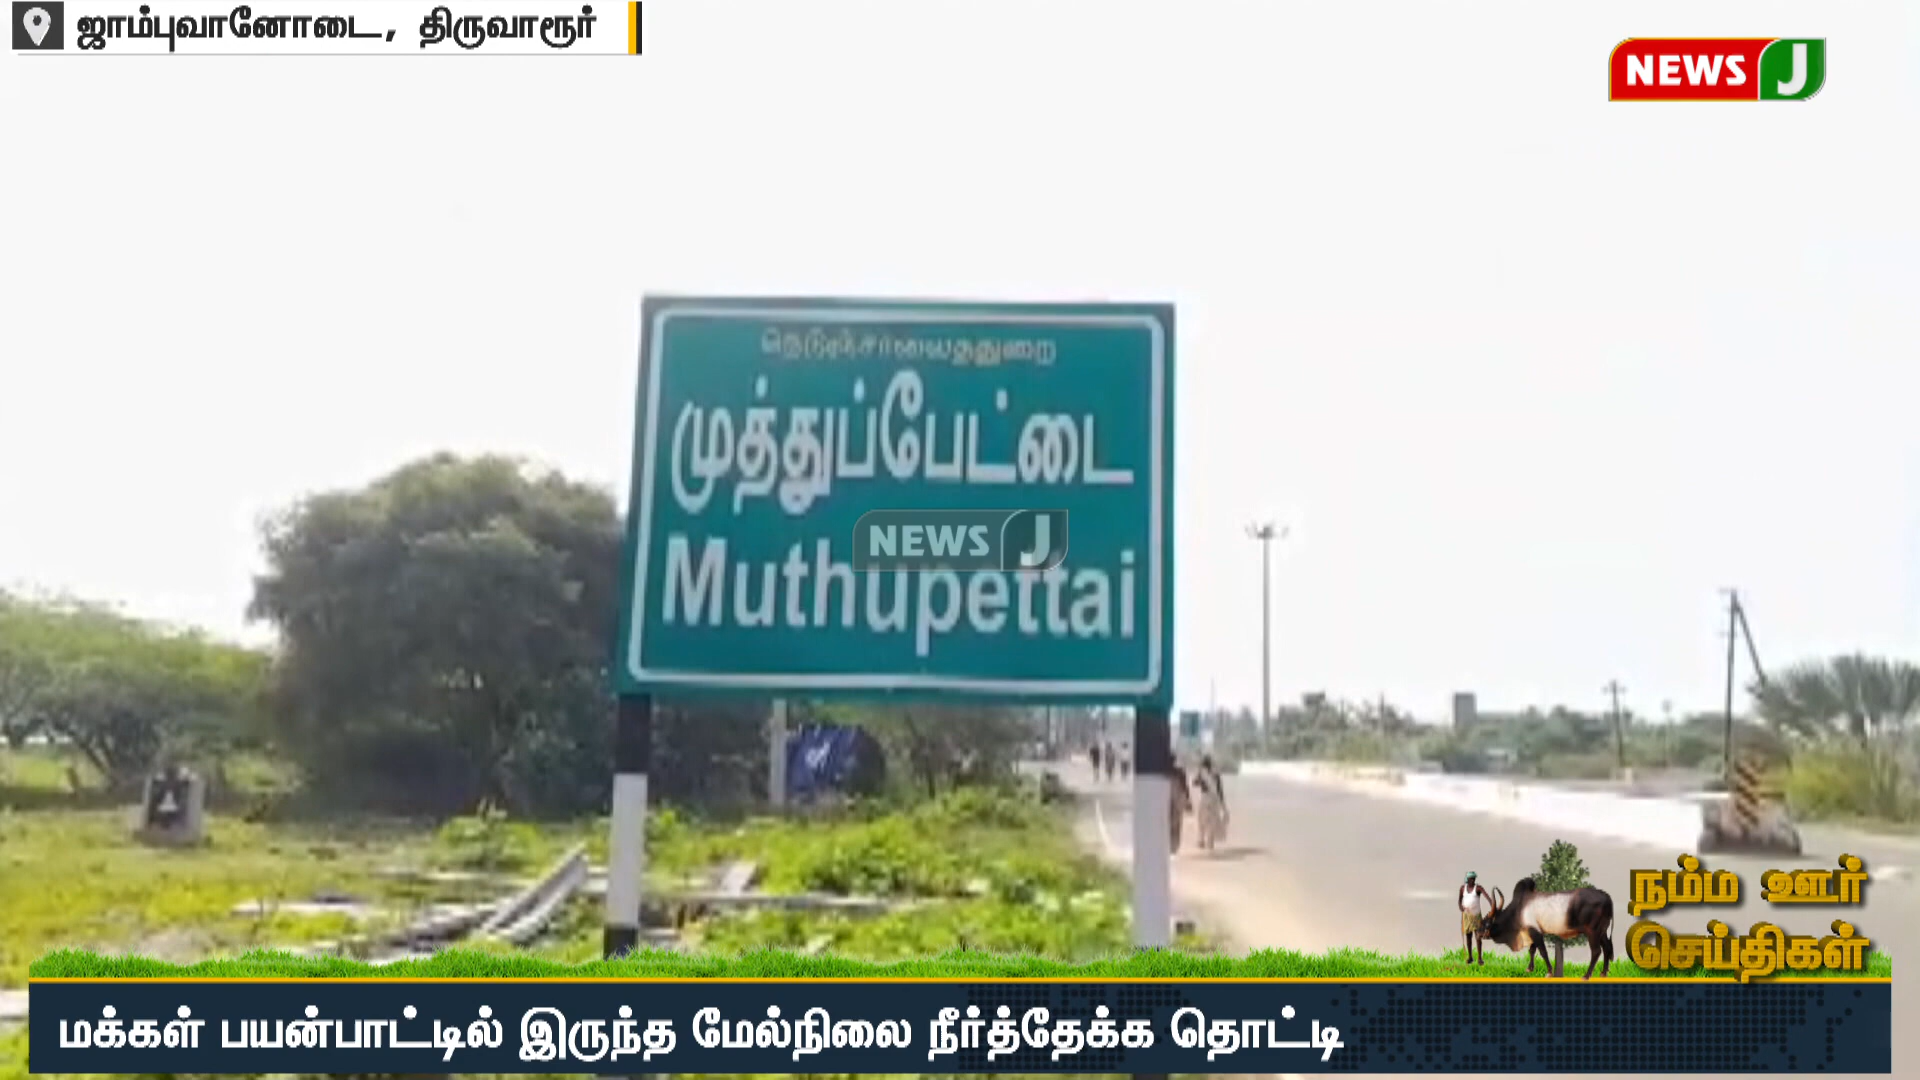 ஜாம்புவானோடை, திருவாரூர்
NEWS J
நெடுஞ்சாலைத்துறை
முத்துப்பேட்டை
NEWS J
Muthupettai
நம்ம ஊர்
செய்திகள்
மக்கள் பயன்பாட்டில் இருந்த மேல்நிலை நீர்த்தேக்க தொட்டி